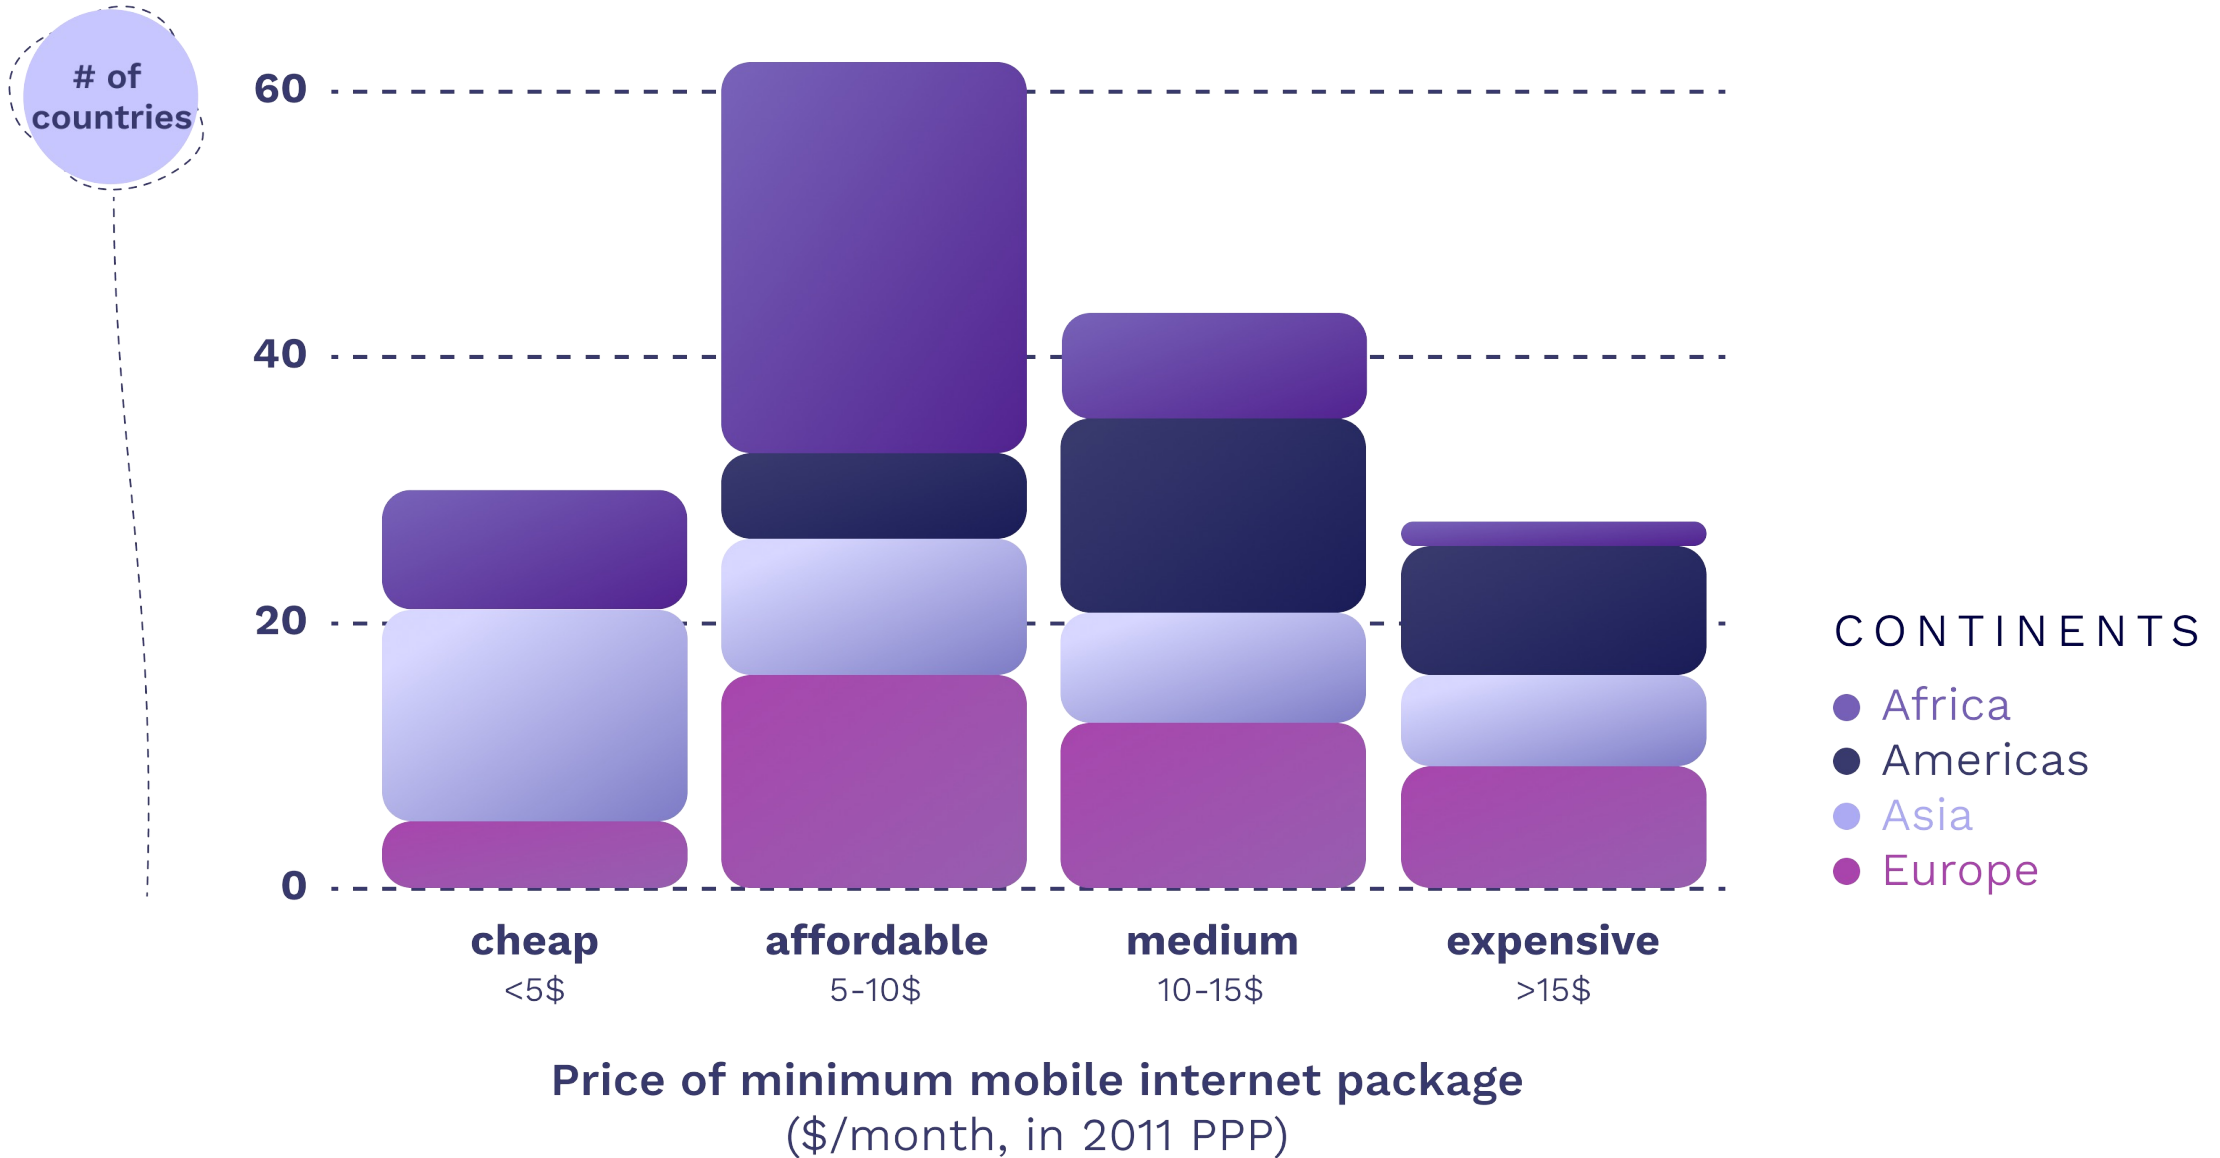 # of
countries
60
40
20
0
cheap
<5$
affordable
5-10$
medium
10-15$
expensive
>15$
Price of minimum mobile internet package
($/month, in 2011 PPP)
CONTINENTS
Africa
Americas
Asia
Europe